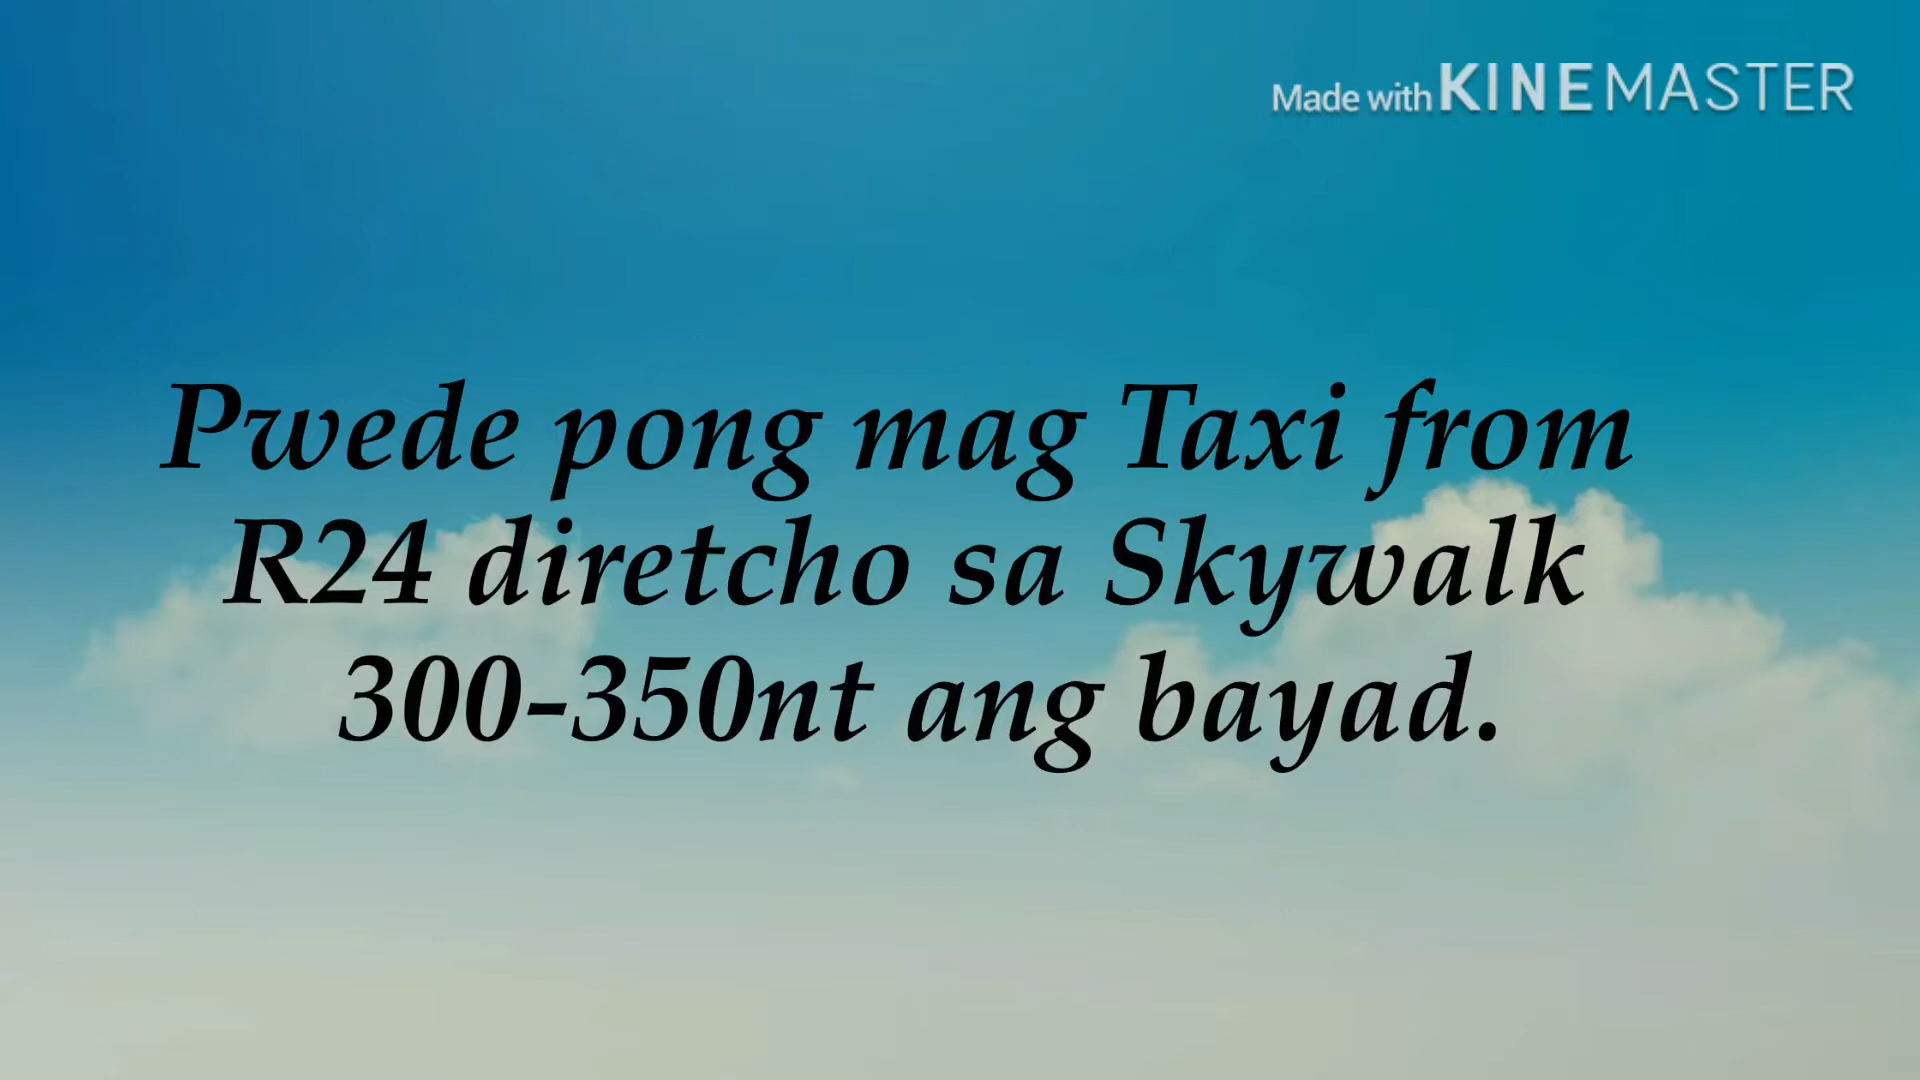 Made with KINEMASTER
Pwede pong mag Taxi from
R24 diretcho sa Skywalk
300-350nt ang bayad.